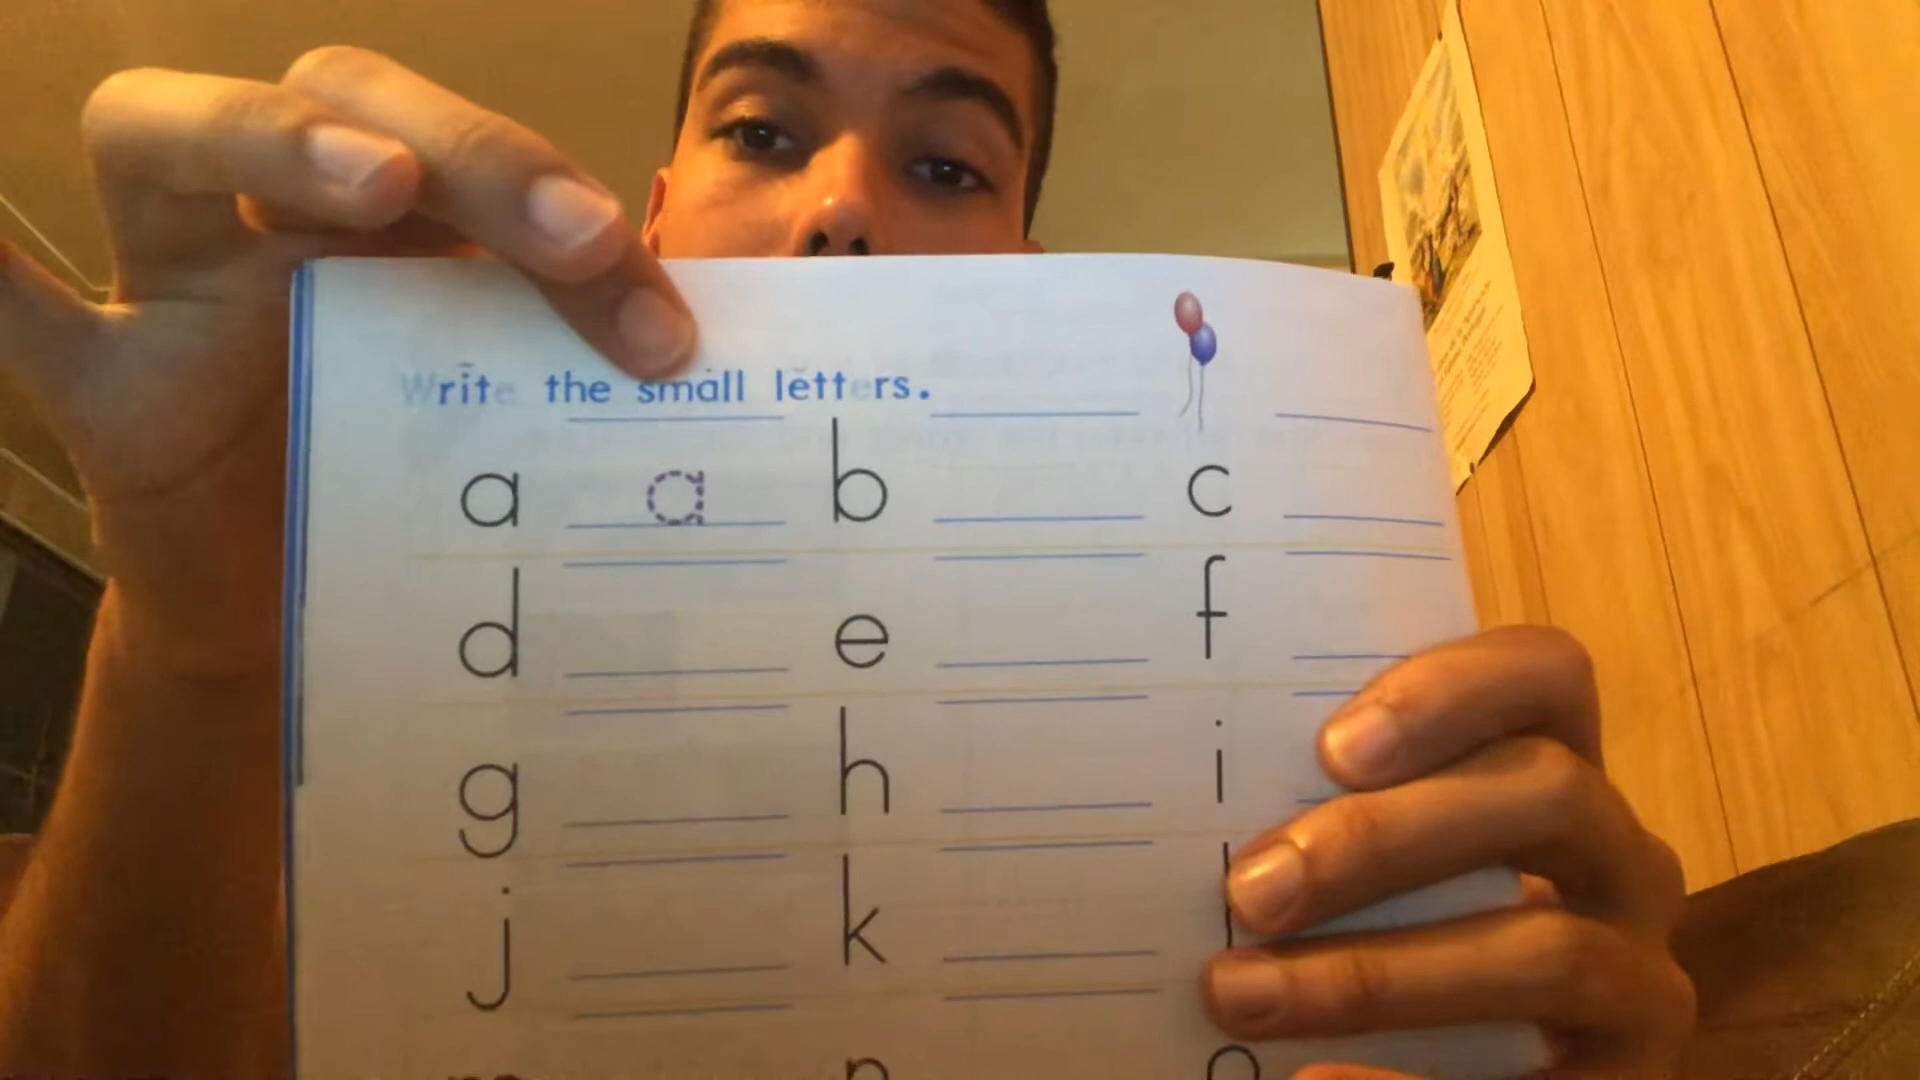 Write the small letters.
a a b c
d e f
g h i
j k l
m n o